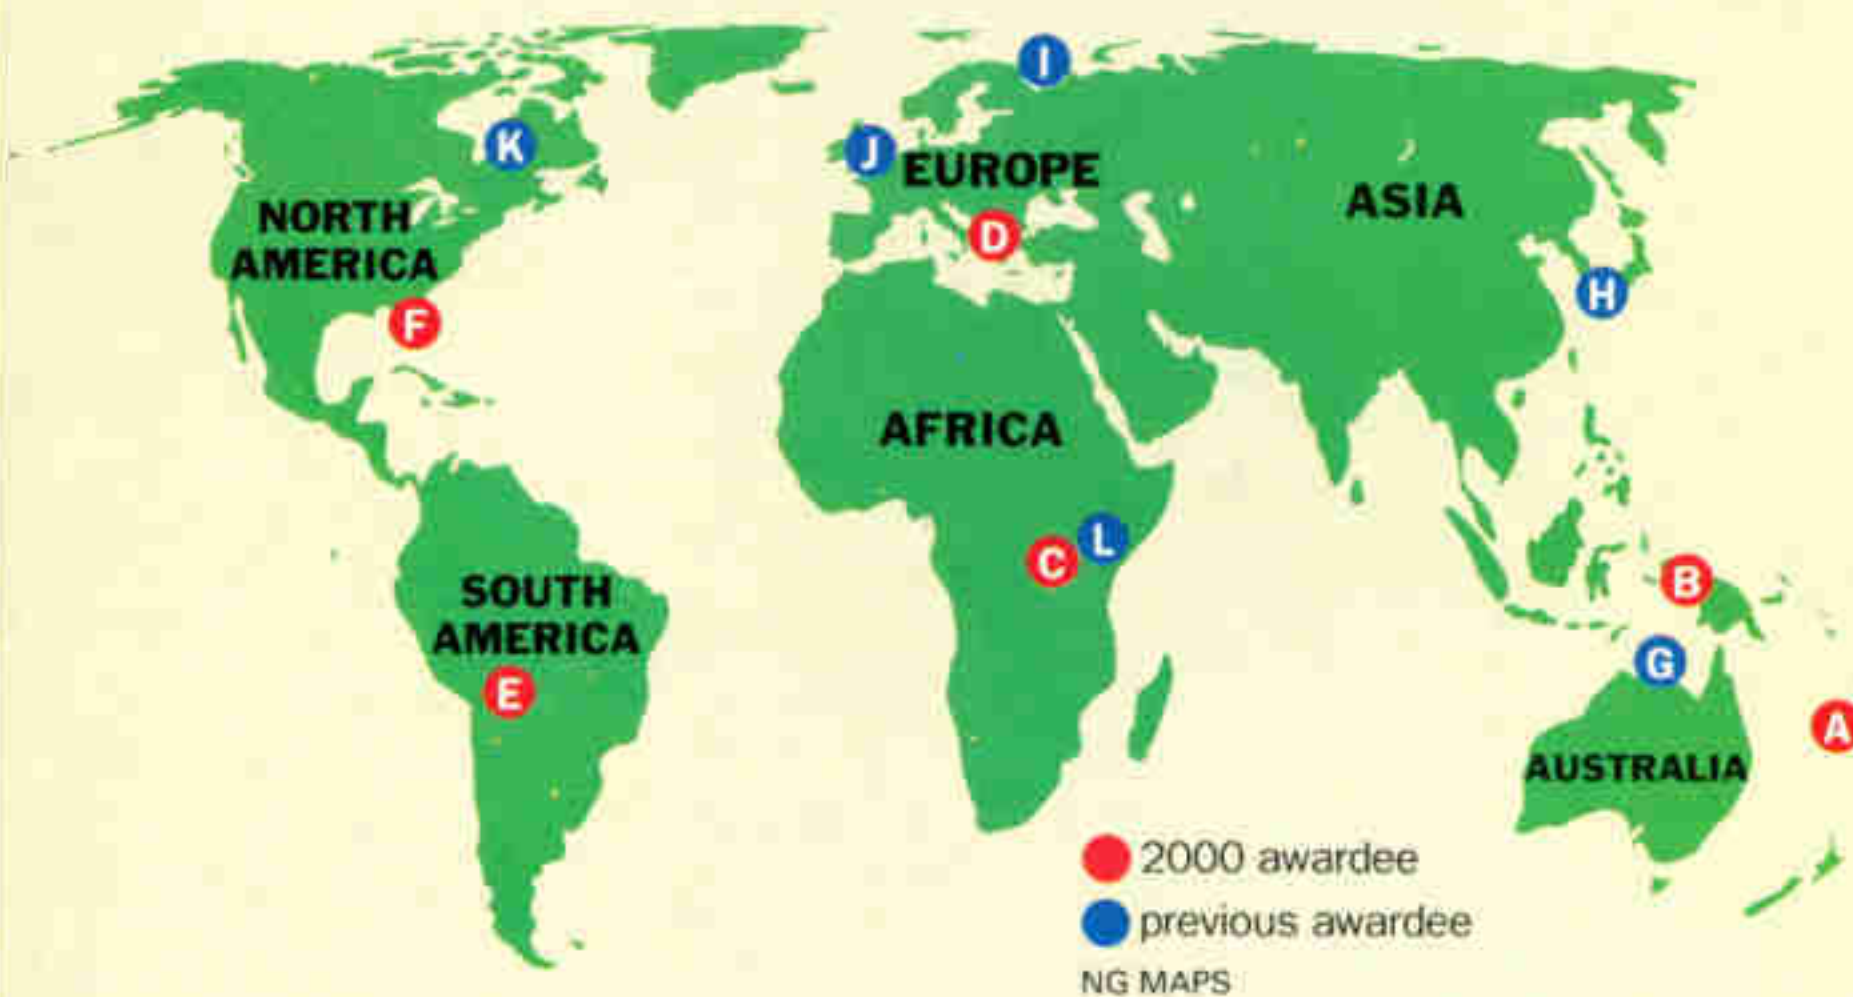 I
K
J
EUROPE
ASIA
NORTH
AMERICA
D
H
F
AFRICA
L
C
B
SOUTH
AMERICA
G
E
A
AUSTRALIA
2000 awardee
previous awardee
NG MAPS